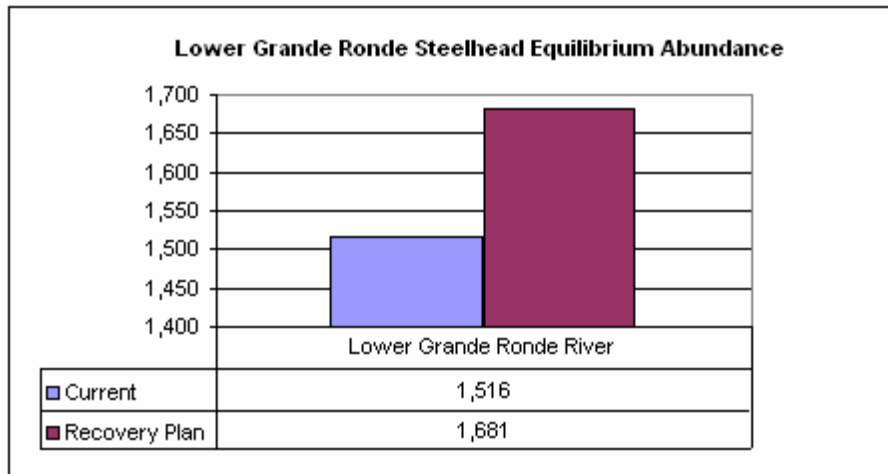 Lower Grande Ronde Steelhead Equilibrium Abundance
1,700
1,650
1,600
1,550
1,500
1,450
1,400
Lower Grande Ronde River
Current 1,516
Recovery Plan 1,681